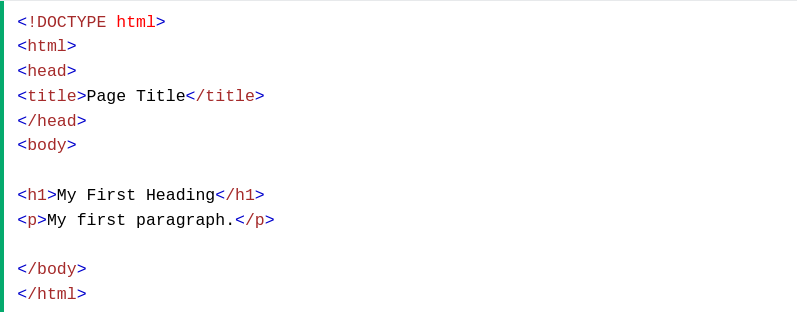 <!DOCTYPE html>
<html>
<head>
<title>Page Title</title>
</head>
<body>

<h1>My First Heading</h1>
<p>My first paragraph.</p>

</body>
</html>